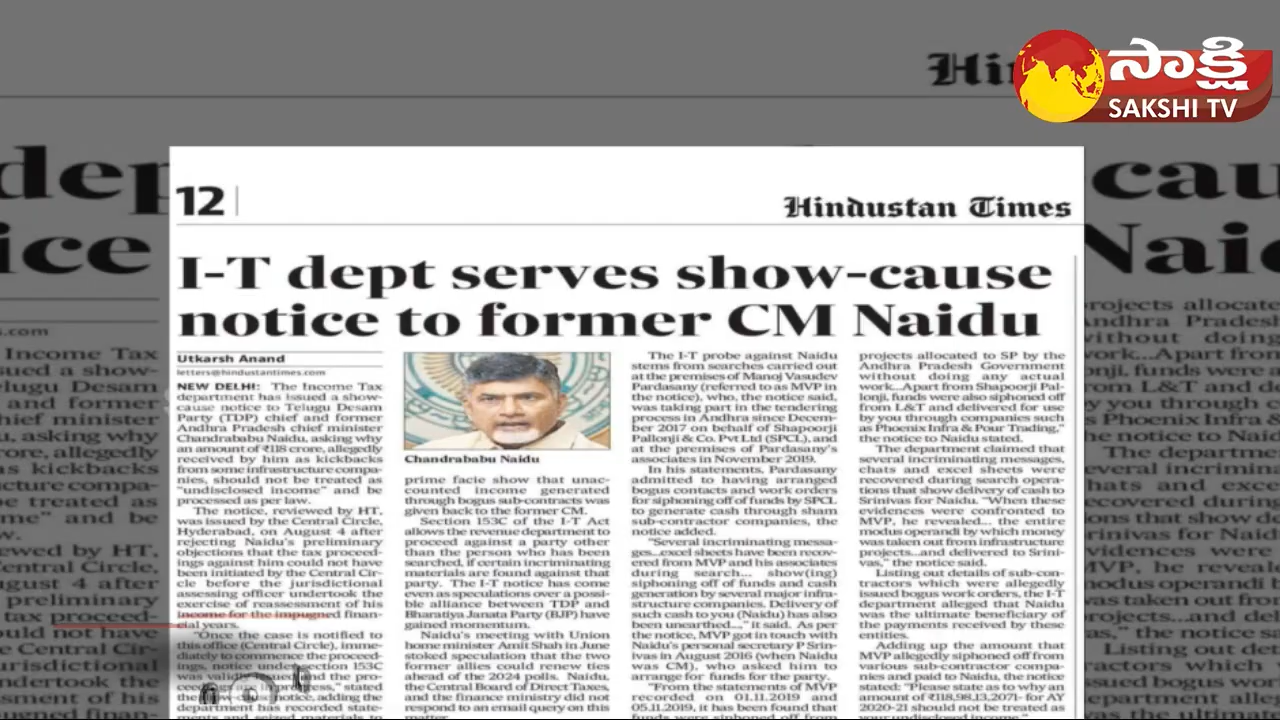 సాక్షి
SAKSHI TV
12
Hindustan Times
I-T dept serves show-cause
notice to former CM Naidu
Utkarsh Anand
letters@hindustantimes.com
NEW DELHI: The Income Tax
department has issued a show-
cause notice to Telugu Desam
Party (TDP) chief and former
Andhra Pradesh chief minister
Chandrababu Naidu, asking why
an amount of ₹118 crore, allegedly
received by him as kickbacks
from some infrastructure compa-
nies, should not be treated as
"undisclosed income" and be
processed as per law.
The notice, reviewed by HT,
was issued by the Central Circle,
Hyderabad, on August 4 after
rejecting Naidu's preliminary
objections that the tax proceed-
ings against him could not have
been initiated by the Central Cir-
cle before the jurisdictional
assessing officer undertook the
exercise of reassessment of his
income for the impugned finan-
cial years.
"Once the case is notified to
this office (Central Circle), imme-
diately to commence the proceed-
ings, notice under section 153C
was
stated
the notice, adding the
department has recorded state-
ments and seized materials to
Chandrababu Naidu
prime facie show that unac-
counted income generated
through bogus sub-contracts was
given back to the former CM.
Section 153C of the I-T Act
allows the revenue department to
proceed against a party other
than the person who has been
searched, if certain incriminating
materials are found against that
party. The I-T notice has come
even as speculations over a possi-
ble alliance between TDP and
Bharatiya Janata Party (BJP) have
gained momentum.
Naidu's meeting with Union
home minister Amit Shah in June
stoked speculation that the two
former allies could renew ties
ahead of the 2024 polls. Naidu,
the Central Board of Direct Taxes,
and the finance ministry did not
respond to an email query on this
matter.
The I-T probe against Naidu
stems from searches carried out
at the premises of Manoj Vasudev
Pardasany (referred to as MVP in
the notice), who, the notice said,
was taking part in the tendering
process in Andhra since Decem-
ber 2017 on behalf of Shapoorji
Pallonji & Co. Pvt Ltd (SPCL), and
at the premises of Pardasany's
associates in November 2019.
In his statements, Pardasany
admitted to having arranged
bogus contacts and work orders
for siphoning off of funds by SPCL
to generate cash through sham
sub-contractor companies, the
notice added.
"Several incriminating messa-
ges...excel sheets have been recov-
ered from MVP and his associates
during search... show(ing)
siphoning off of funds and cash
generation by several major infra-
structure companies. Delivery of
such cash to you (Naidu) has also
been unearthed...," it said. As per
the notice, MVP got in touch with
Naidu's personal secretary P Srin-
ivas in August 2016 (when Naidu
was CM), who asked him to
arrange for funds for the party.
"From the statements of MVP
recorded on 01.11.2019 and
05.11.2019, it has been found that
funds were siphoned off from
projects allocated to SP by the
Andhra Pradesh Government
without doing any actual
work...Apart from Shapoorji Pal-
lonji, funds were also siphoned off
from L&T and delivered for use
by you through companies such
as Phoenix Infra & Pour Trading,"
the notice to Naidu stated.
The department claimed that
several incriminating messages,
chats and excel sheets were
recovered during search opera-
tions that show delivery of cash to
Srinivas for Naidu. "When these
evidences were confronted to
MVP, he revealed... the entire
modus operandi by which money
was taken out from infrastructure
projects...and delivered to Srini-
vas," the notice said.
Listing out details of sub-con-
tractors which were allegedly
issued bogus work orders, the I-T
department alleged that Naidu
was the ultimate beneficiary of
the payments received by these
entities.
Adding up the amount that
MVP allegedly siphoned off from
various sub-contractor compa-
nies and paid to Naidu, the notice
stated: "Please state as to why an
amount of ₹118,98,13,207/- for AY
2020-21 should not be treated as
your undisclosed income."